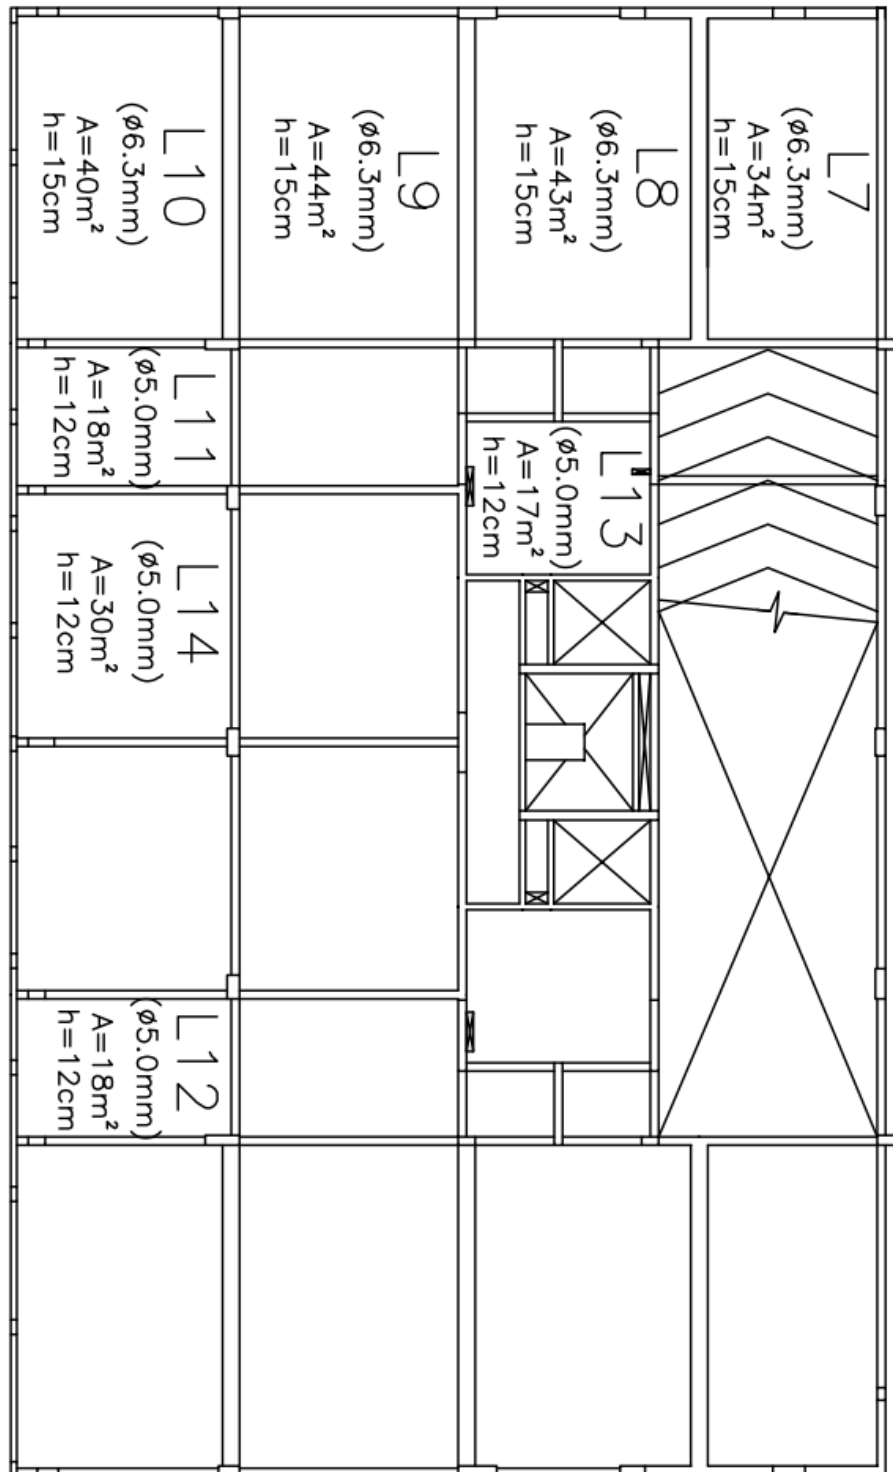 L7
(ø6.3mm)
A=34m²
h=15cm
L8
(ø6.3mm)
A=43m²
h=15cm
L9
(ø6.3mm)
A=44m²
h=15cm
L10
(ø6.3mm)
A=40m²
h=15cm
L13
(ø5.0mm)
A=17m²
h=12cm
L11
(ø5.0mm)
A=18m²
h=12cm
L14
(ø5.0mm)
A=30m²
h=12cm
L12
(ø5.0mm)
A=18m²
h=12cm